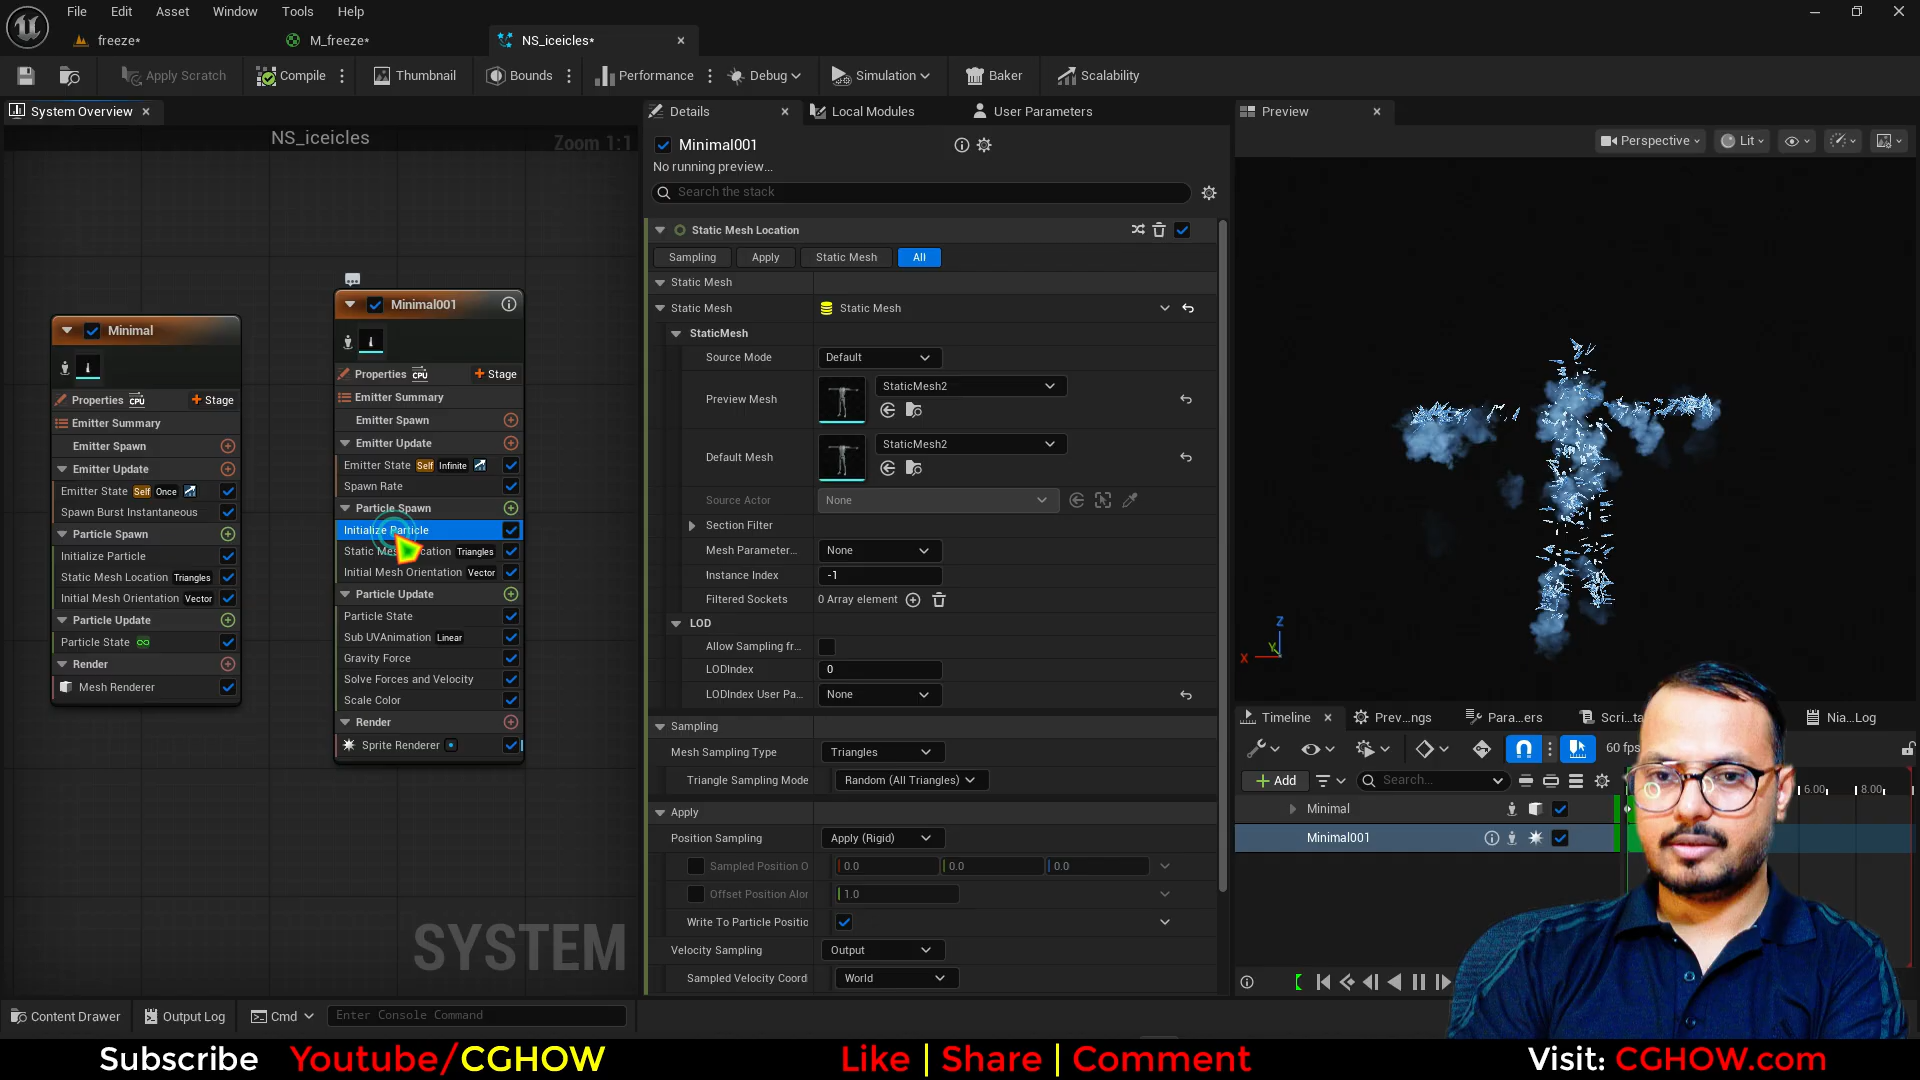 File Edit Asset Window Tools Help
freeze* M_freeze* NS_iceicles*
Apply Scratch Compile Thumbnail Bounds Performance Debug Simulation Baker Scalability
System Overview
NS_iceicles Zoom 1:1
Minimal
Properties CPU + Stage
Emitter Summary
Emitter Spawn
Emitter Update
Emitter State Self Once
Spawn Burst Instantaneous
Particle Spawn
Initialize Particle
Static Mesh Location Triangles
Initial Mesh Orientation Vector
Particle Update
Particle State
Render
Mesh Renderer
Minimal001
Properties CPU + Stage
Emitter Summary
Emitter Spawn
Emitter Update
Emitter State Self Infinite
Spawn Rate
Particle Spawn
Initialize Particle
Static Mesh Location Triangles
Initial Mesh Orientation Vector
Particle Update
Particle State
Sub UVAnimation Linear
Gravity Force
Solve Forces and Velocity
Scale Color
Render
Sprite Renderer
SYSTEM
Details Local Modules User Parameters
Minimal001
No running preview...
Search the stack
Static Mesh Location
Sampling Apply Static Mesh All
Static Mesh
Static Mesh Static Mesh
StaticMesh
Source Mode Default
Preview Mesh StaticMesh2
Default Mesh StaticMesh2
Source Actor None
Section Filter
Mesh Parameter... None
Instance Index -1
Filtered Sockets 0 Array element
LOD
Allow Sampling fr...
LODIndex 0
LODIndex User Pa... None
Sampling
Mesh Sampling Type Triangles
Triangle Sampling Mode Random (All Triangles)
Apply
Position Sampling Apply (Rigid)
Sampled Position O 0.0 0.0 0.0
Offset Position Alor 1.0
Write To Particle Positic
Velocity Sampling Output
Sampled Velocity Coord World
Preview
Perspective Lit
Z
Y
X
Timeline Prev...ngs Para...ers Scri...ta Nia...Log
60 fps
+ Add Search... 6.00 8.00
Minimal
Minimal001
Content Drawer Output Log Cmd Enter Console Command
Subscribe Youtube/CGHOW Like | Share | Comment Visit: CGHOW.com